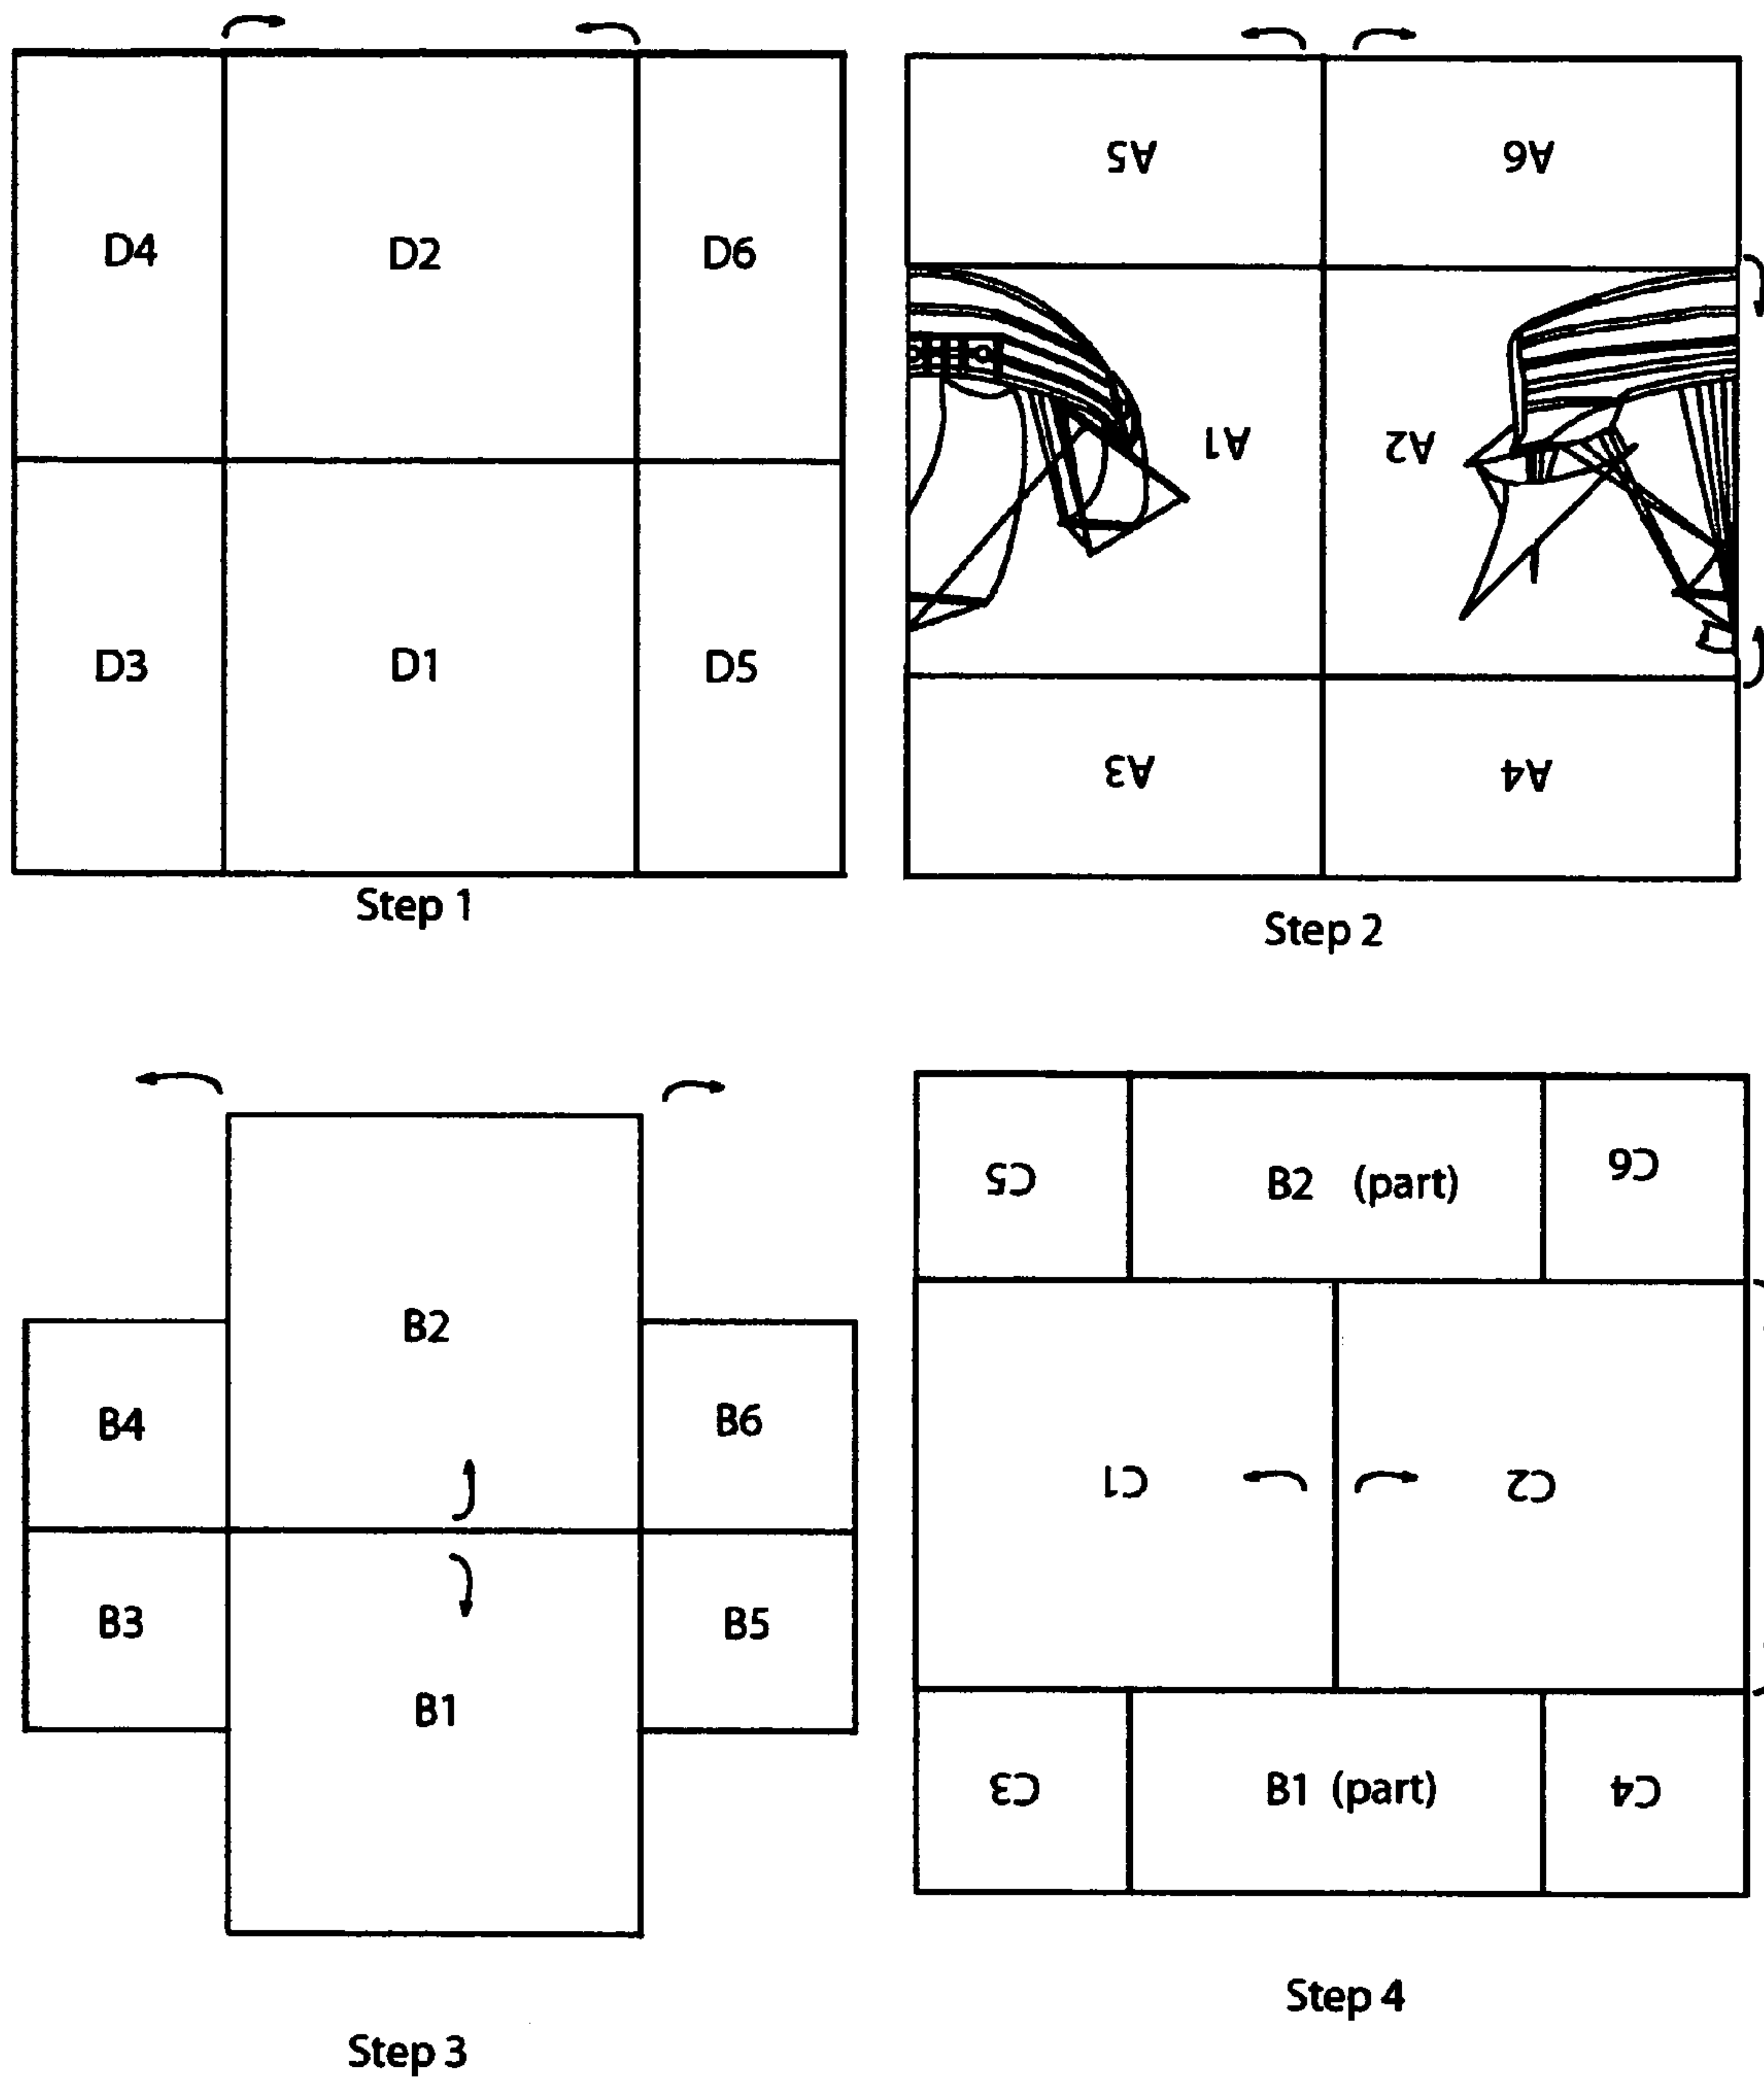 D4 D2 D6
D3 D1 D5
Step 1
A5 A6
A1 A2
A3 A4
Step 2
B2
B4 B6
B3 B5
B1
Step 3
C5 B2 (part) C6
C1 C2
C3 B1 (part) C4
Step 4